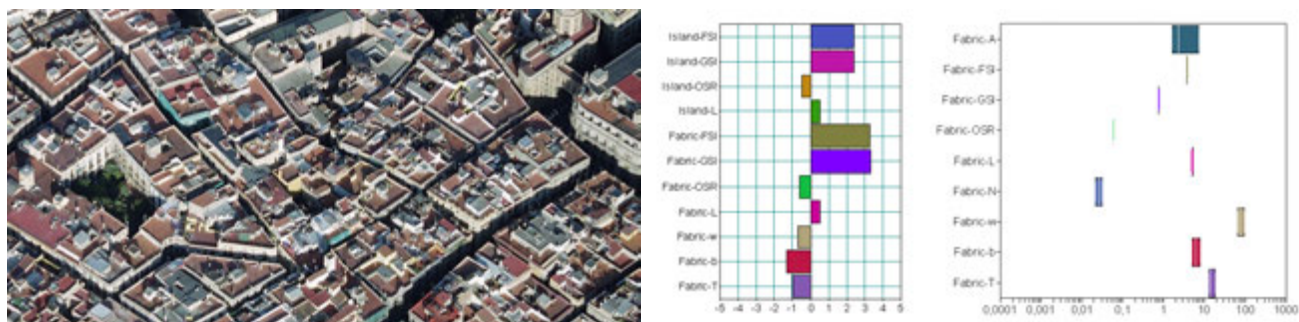 Island-FSI
Island-GSI
Island-OSR
Island-L
Fabric-FSI
Fabric-GSI
Fabric-OSR
Fabric-L
Fabric-w
Fabric-b
Fabric-T
-5 -4 -3 -2 -1 0 1 2 3 4 5
Fabric-A
Fabric-FSI
Fabric-GSI
Fabric-OSR
Fabric-L
Fabric-N
Fabric-w
Fabric-b
Fabric-T
0,0001 0,001 0,01 0,1 1 10 100 1000